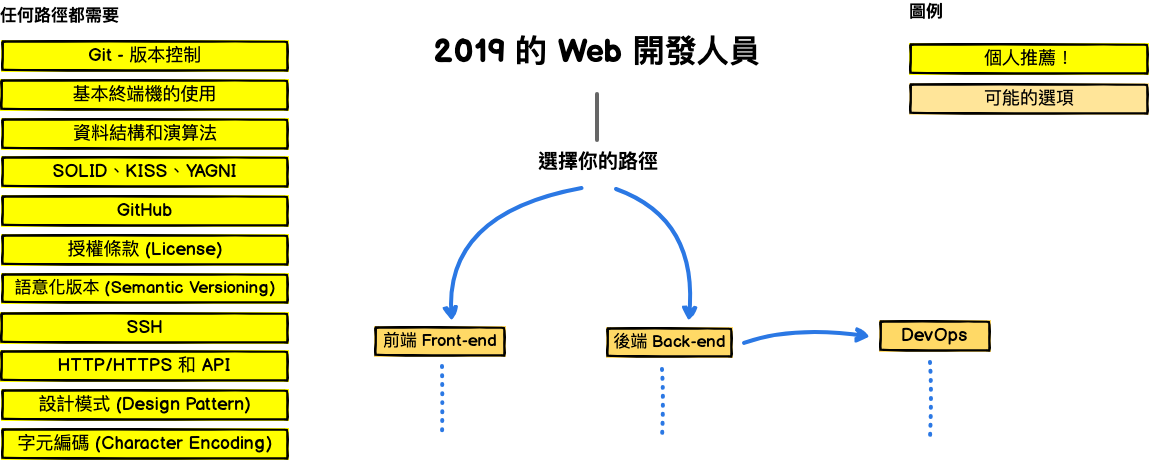 任何路徑都需要
Git - 版本控制
基本終端機的使用
資料結構和演算法
SOLID、KISS、YAGNI
GitHub
授權條款 (License)
語意化版本 (Semantic Versioning)
SSH
HTTP/HTTPS 和 API
設計模式 (Design Pattern)
字元編碼 (Character Encoding)
2019 的 Web 開發人員
選擇你的路徑
前端 Front-end
後端 Back-end
DevOps
圖例
個人推薦！
可能的選項